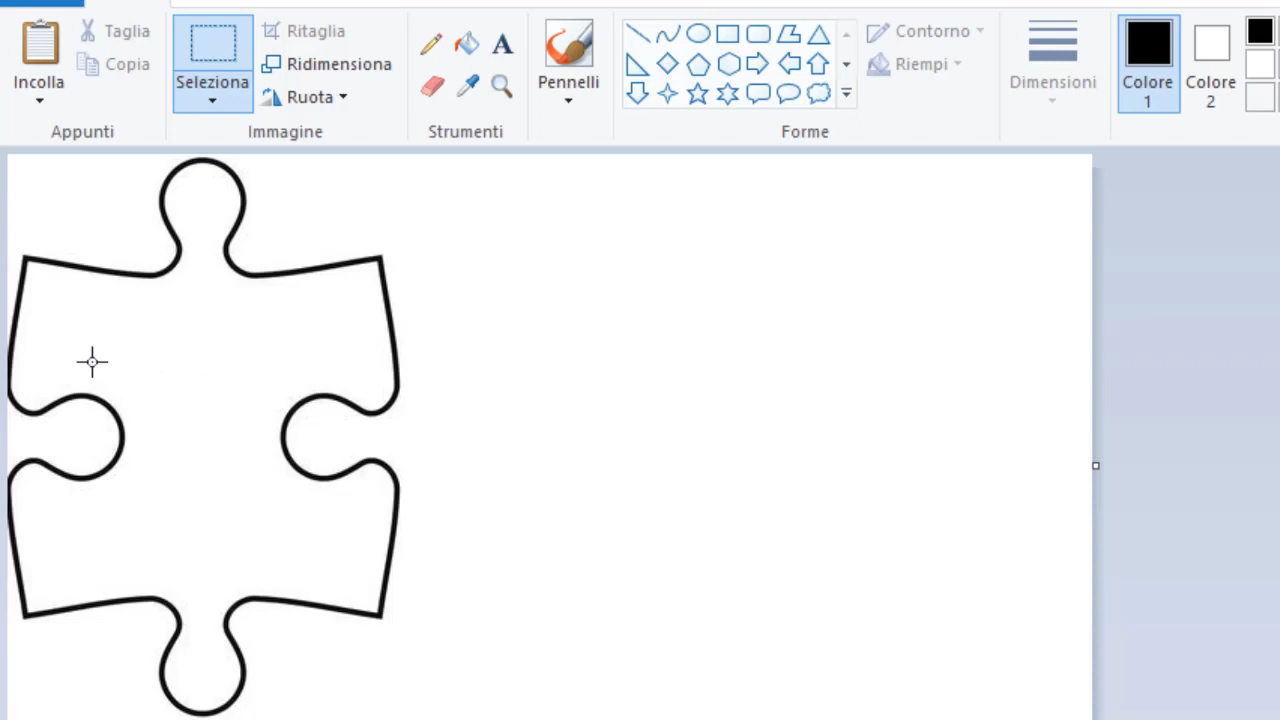 Incolla
Taglia
Copia
Appunti
Seleziona
Ritaglia
Ridimensiona
Ruota
Immagine
A
Strumenti
Pennelli
Forme
Contorno
Riempi
Dimensioni
Colore
1
Colore
2